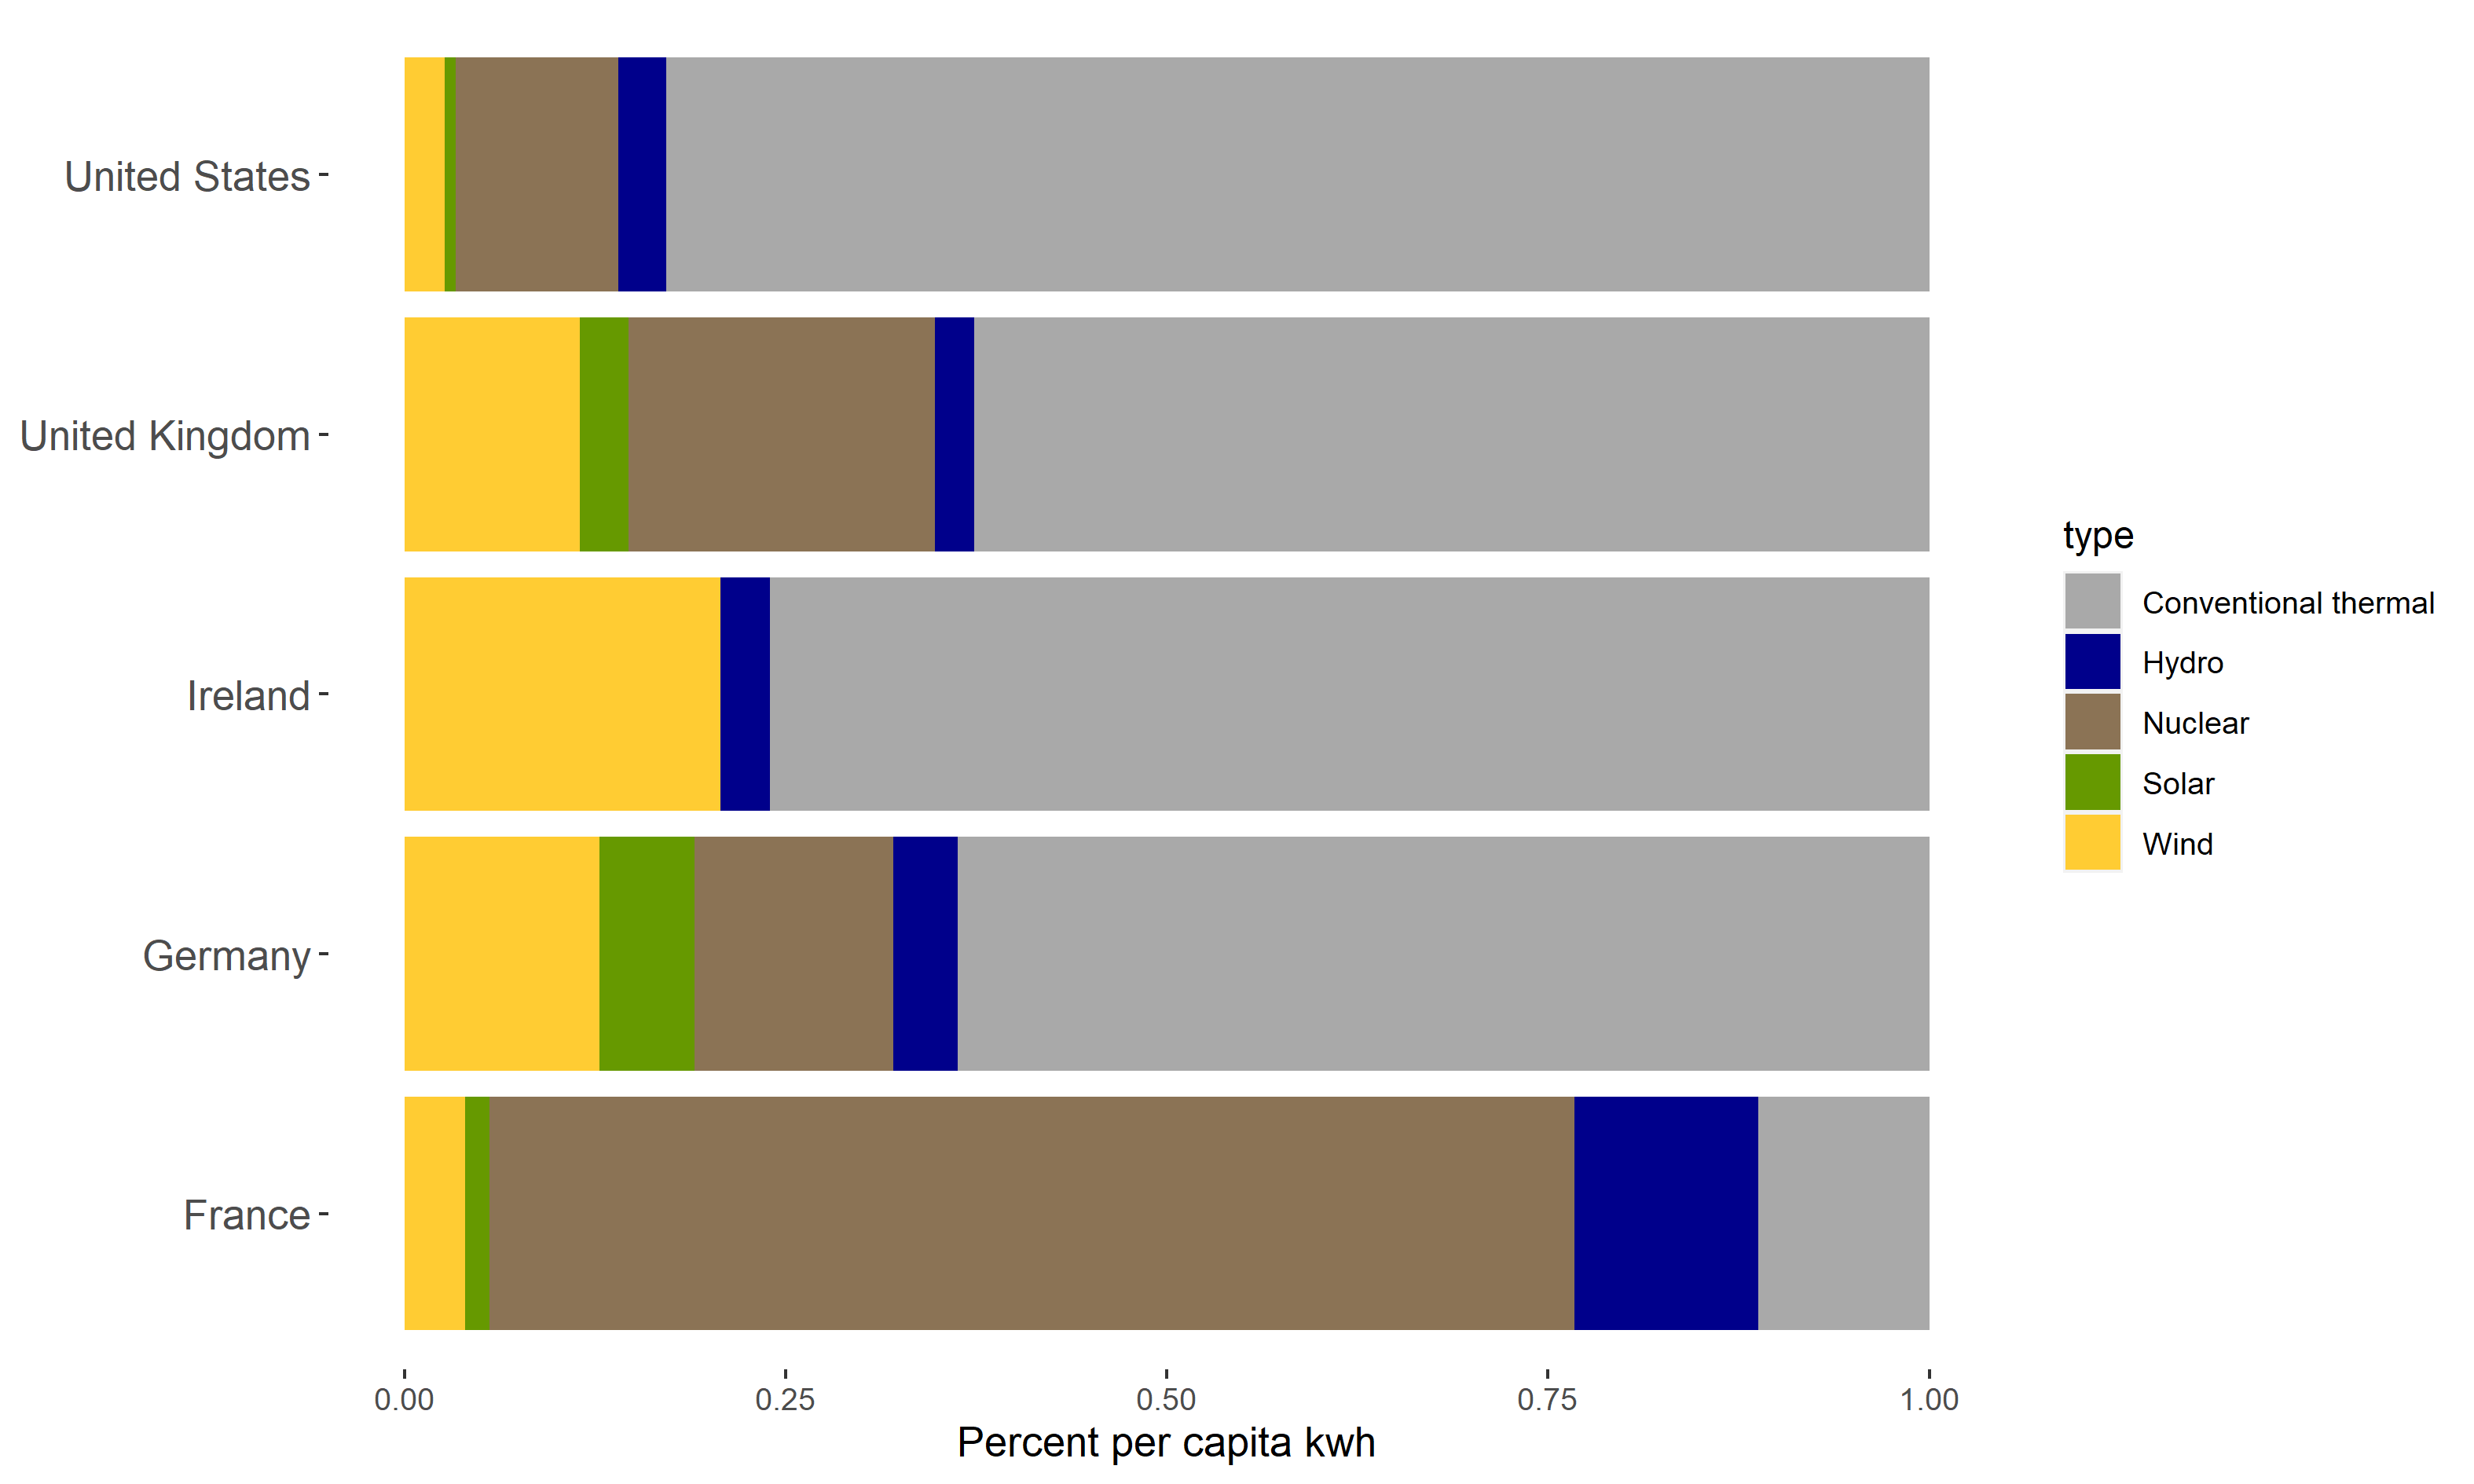 United States
United Kingdom
Ireland
Germany
France
0.00 0.25 0.50 0.75 1.00
Percent per capita kwh
type
Conventional thermal
Hydro
Nuclear
Solar
Wind